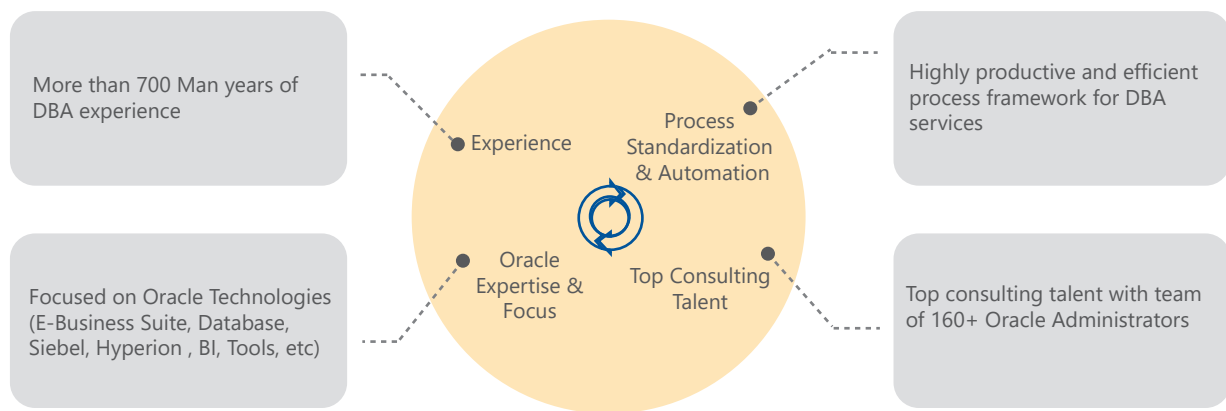 More than 700 Man years of
DBA experience
Experience
Process
Standardization
& Automation
Highly productive and efficient
process framework for DBA
services
Focused on Oracle Technologies
(E-Business Suite, Database,
Siebel, Hyperion , BI, Tools, etc)
Oracle
Expertise &
Focus
Top Consulting
Talent
Top consulting talent with team
of 160+ Oracle Administrators